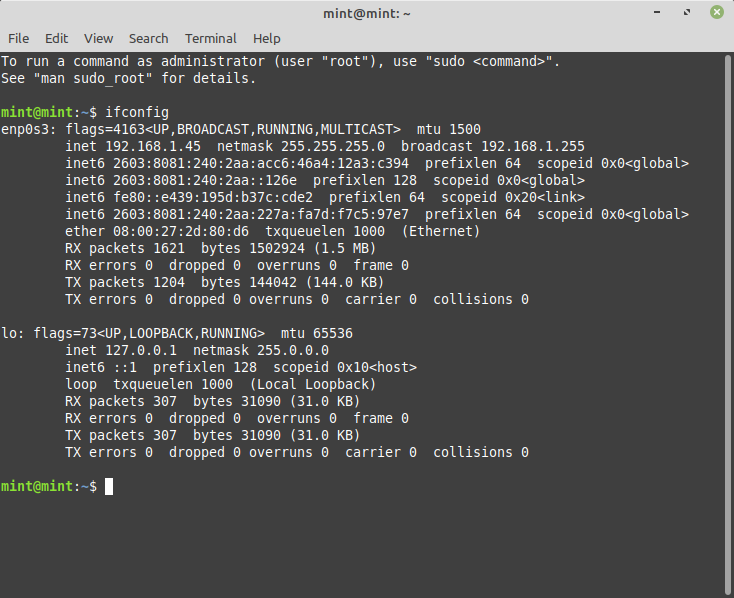 mint@mint: ~
File Edit View Search Terminal Help
To run a command as administrator (user "root"), use "sudo <command>".
See "man sudo_root" for details.
mint@mint:~$ ifconfig
enp0s3: flags=4163<UP,BROADCAST,RUNNING,MULTICAST>  mtu 1500
        inet 192.168.1.45  netmask 255.255.255.0  broadcast 192.168.1.255
        inet6 2603:8081:240:2aa:acc6:46a4:12a3:c394  prefixlen 64  scopeid 0x0<global>
        inet6 2603:8081:240:2aa::126e  prefixlen 128  scopeid 0x0<global>
        inet6 fe80::e439:195d:b37c:cde2  prefixlen 64  scopeid 0x20<link>
        inet6 2603:8081:240:2aa:227a:fa7d:f7c5:97e7  prefixlen 64  scopeid 0x0<global>
        ether 08:00:27:2d:80:d6  txqueuelen 1000  (Ethernet)
        RX packets 1621  bytes 1502924 (1.5 MB)
        RX errors 0  dropped 0  overruns 0  frame 0
        TX packets 1204  bytes 144042 (144.0 KB)
        TX errors 0  dropped 0 overruns 0  carrier 0  collisions 0
lo: flags=73<UP,LOOPBACK,RUNNING>  mtu 65536
        inet 127.0.0.1  netmask 255.0.0.0
        inet6 ::1  prefixlen 128  scopeid 0x10<host>
        loop  txqueuelen 1000  (Local Loopback)
        RX packets 307  bytes 31090 (31.0 KB)
        RX errors 0  dropped 0  overruns 0  frame 0
        TX packets 307  bytes 31090 (31.0 KB)
        TX errors 0  dropped 0 overruns 0  carrier 0  collisions 0
mint@mint:~$